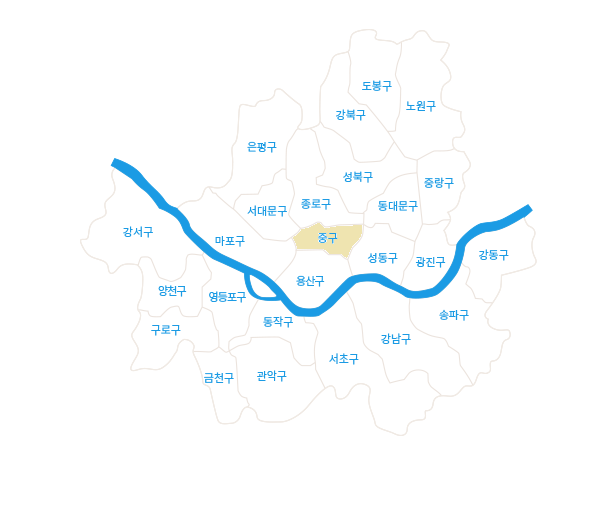 도봉구
노원구
강북구
은평구
성북구
중랑구
서대문구
종로구
동대문구
강서구
마포구
중구
성동구
광진구
강동구
용산구
양천구
영등포구
송파구
동작구
구로구
강남구
서초구
금천구
관악구